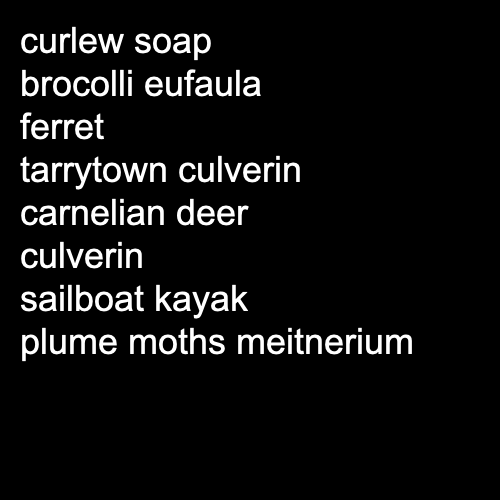 curlew soap
brocolli eufaula
ferret
tarrytown culverin
carnelian deer
culverin
sailboat kayak
plume moths meitnerium